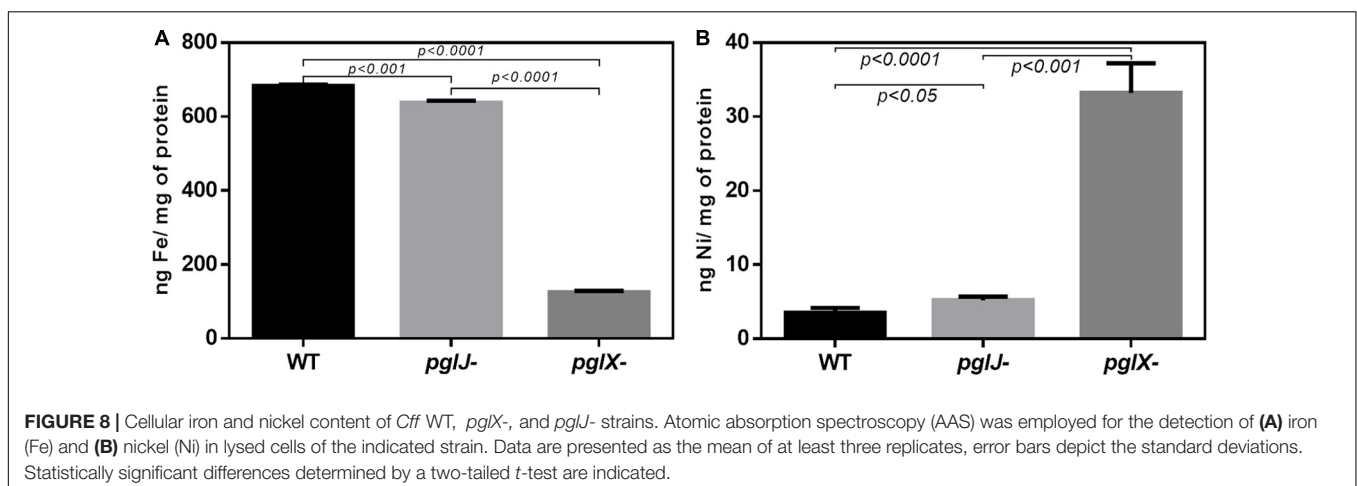 A
800
600
400
200
0
ng Fe/ mg of protein
p<0.0001
p<0.001
p<0.0001
WT
pglJ-
pglX-
B
40
30
20
10
0
ng Ni/ mg of protein
p<0.0001
p<0.001
p<0.05
WT
pglJ-
pglX-
FIGURE 8 | Cellular iron and nickel content of Cff WT, pglX-, and pglJ- strains. Atomic absorption spectroscopy (AAS) was employed for the detection of (A) iron
(Fe) and (B) nickel (Ni) in lysed cells of the indicated strain. Data are presented as the mean of at least three replicates, error bars depict the standard deviations.
Statistically significant differences determined by a two-tailed t-test are indicated.